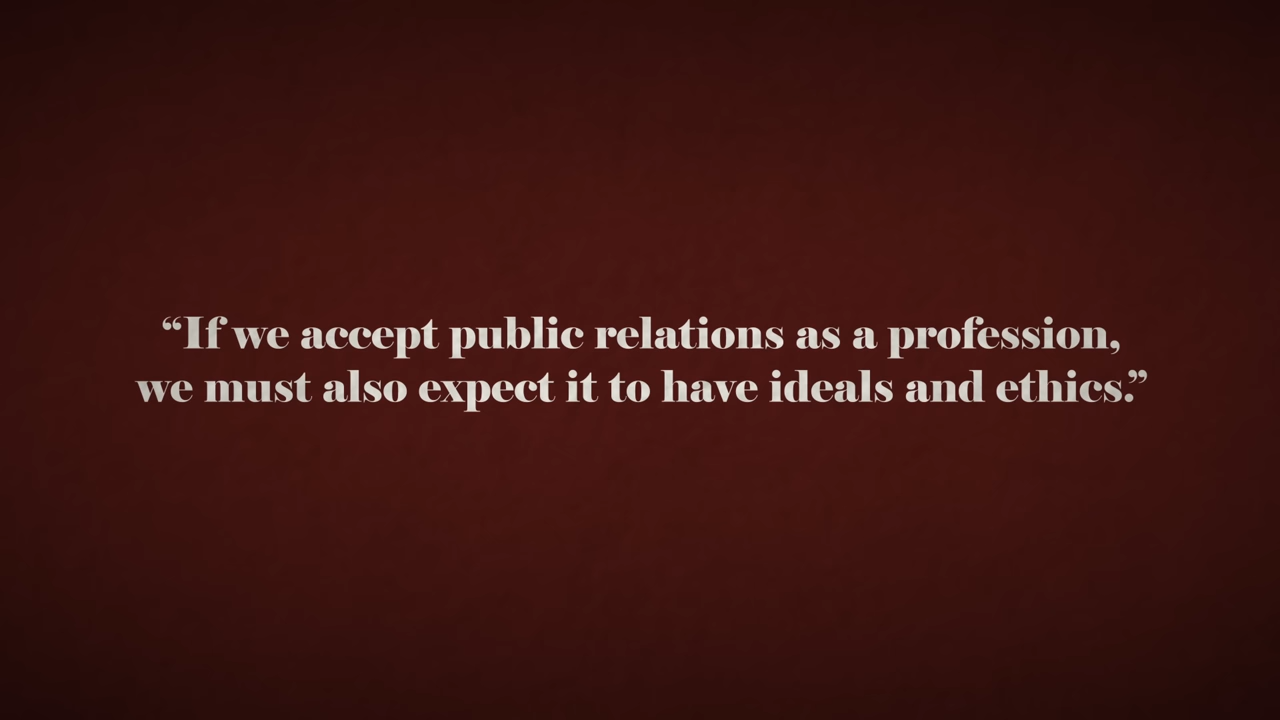 “If we accept public relations as a profession,
we must also expect it to have ideals and ethics.”